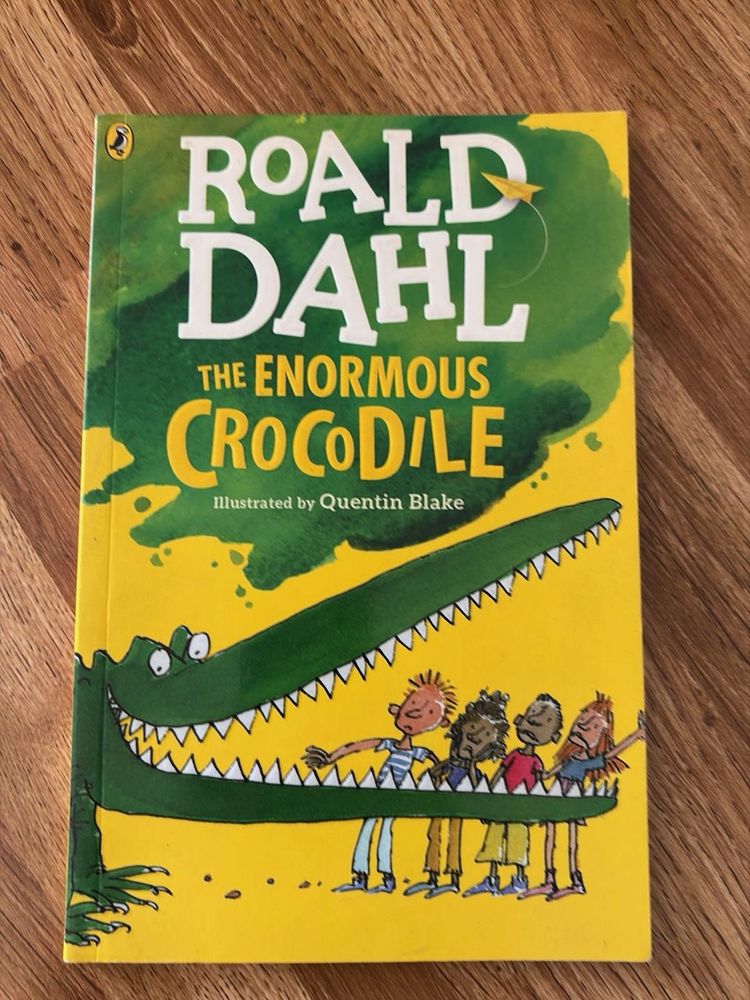 ROALD
DAHL
THE ENORMOUS
CROCODILE
Illustrated by Quentin Blake